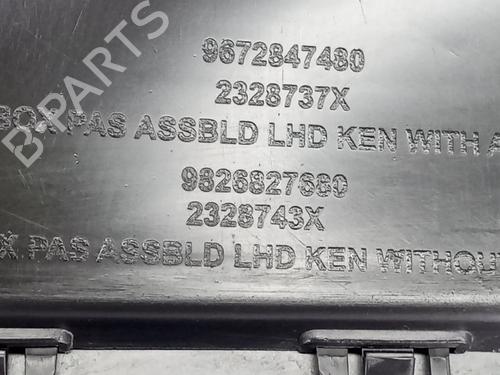 9672847480
2328737X
BOX PAS ASSBLD LHD KEN WITH A
9826827680
2328743X
X PAS ASSBLD LHD KEN WITHOU
B-Parts